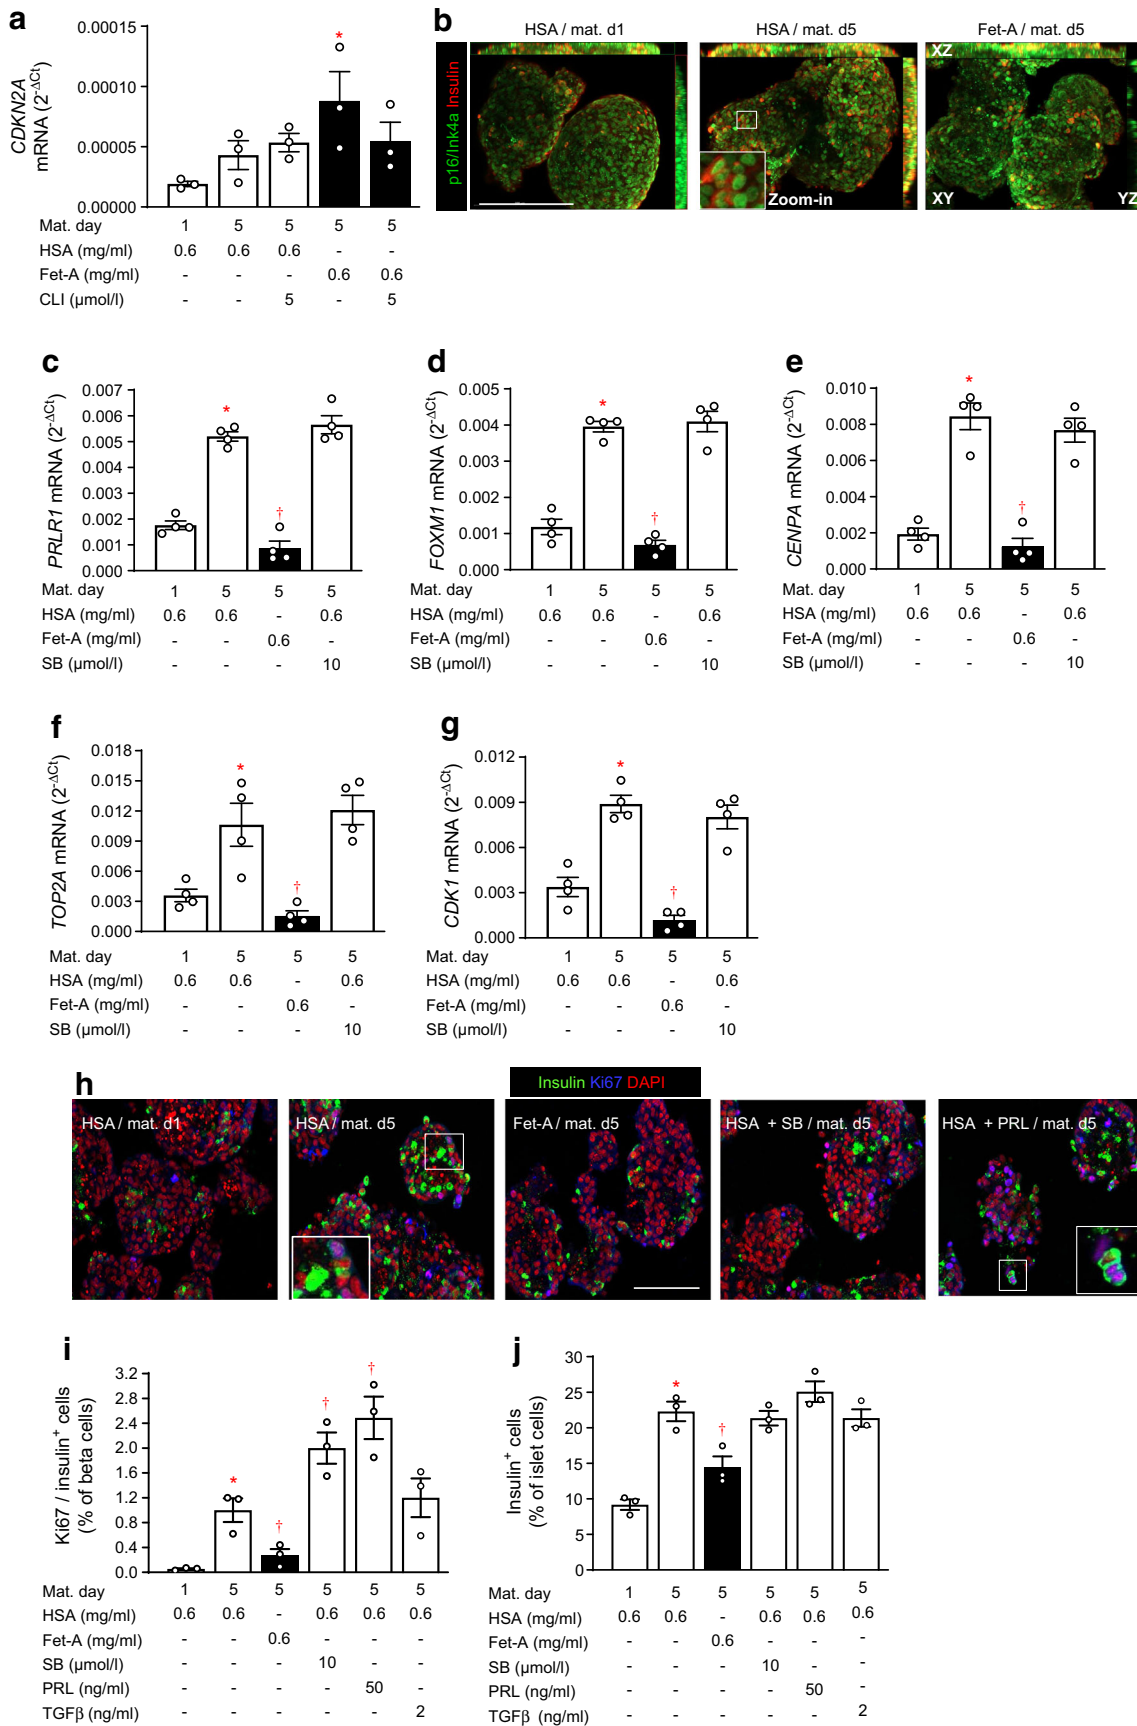 a
CDKN2A
mRNA (2-ΔCt)
0.00015
0.00010
0.00005
0.00000
*
Mat. day 1 5 5 5 5
HSA (mg/ml) 0.6 0.6 0.6 - -
Fet-A (mg/ml) - - - 0.6 0.6
CLI (µmol/l) - - 5 - 5
b
HSA / mat. d1
HSA / mat. d5
Fet-A / mat. d5
p16/Ink4a Insulin
Zoom-in
XZ
XY
YZ
c
PRLR1 mRNA (2-ΔCt)
0.007
0.006
0.005
0.002
0.001
0.000
*
†
Mat. day 1 5 5 5
HSA (mg/ml) 0.6 0.6 - 0.6
Fet-A (mg/ml) - - 0.6 -
SB (µmol/l) - - - 10
d
FOXM1 mRNA (2-ΔCt)
0.005
0.004
0.003
0.002
0.001
0.000
*
†
1 5 5 5
0.6 0.6 - 0.6
- - 0.6 -
- - - 10
e
CENPA mRNA (2-ΔCt)
0.010
0.008
0.006
0.004
0.002
0.000
*
†
Mat. day 1 5 5 5
HSA (mg/ml) 0.6 0.6 - 0.6
Fet-A (mg/ml) - - 0.6 -
SB (µmol/l) - - - 10
f
TOP2A mRNA (2-ΔCt)
0.018
0.015
0.012
0.009
0.006
0.003
0.000
*
†
Mat. day 1 5 5 5
HSA (mg/ml) 0.6 0.6 - 0.6
Fet-A (mg/ml) - - 0.6 -
SB (µmol/l) - - - 10
g
CDK1 mRNA (2-ΔCt)
0.012
0.009
0.006
0.003
0.000
*
†
Mat. day 1 5 5 5
HSA (mg/ml) 0.6 0.6 - 0.6
Fet-A (mg/ml) - - 0.6 -
SB (µmol/l) - - - 10
h
Insulin Ki67 DAPI
HSA / mat. d1
HSA / mat. d5
Fet-A / mat. d5
HSA + SB / mat. d5
HSA + PRL / mat. d5
i
Ki67 / insulin+ cells
(% of beta cells)
3.2
2.8
2.4
2.0
1.6
1.2
0.8
0.4
0.0
*
†
†
†
Mat. day 1 5 5 5 5 5
HSA (mg/ml) 0.6 0.6 - 0.6 0.6 0.6
Fet-A (mg/ml) - - 0.6 - - -
SB (µmol/l) - - - 10 - -
PRL (ng/ml) - - - - 50 -
TGFβ (ng/ml) - - - - - 2
j
Insulin+ cells
(% of islet cells)
30
25
20
15
10
5
0
*
†
Mat. day 1 5 5 5 5 5
HSA (mg/ml) 0.6 0.6 - 0.6 0.6 0.6
Fet-A (mg/ml) - - 0.6 - - -
SB (µmol/l) - - - 10 - -
PRL (ng/ml) - - - - 50 -
TGFβ (ng/ml) - - - - - 2